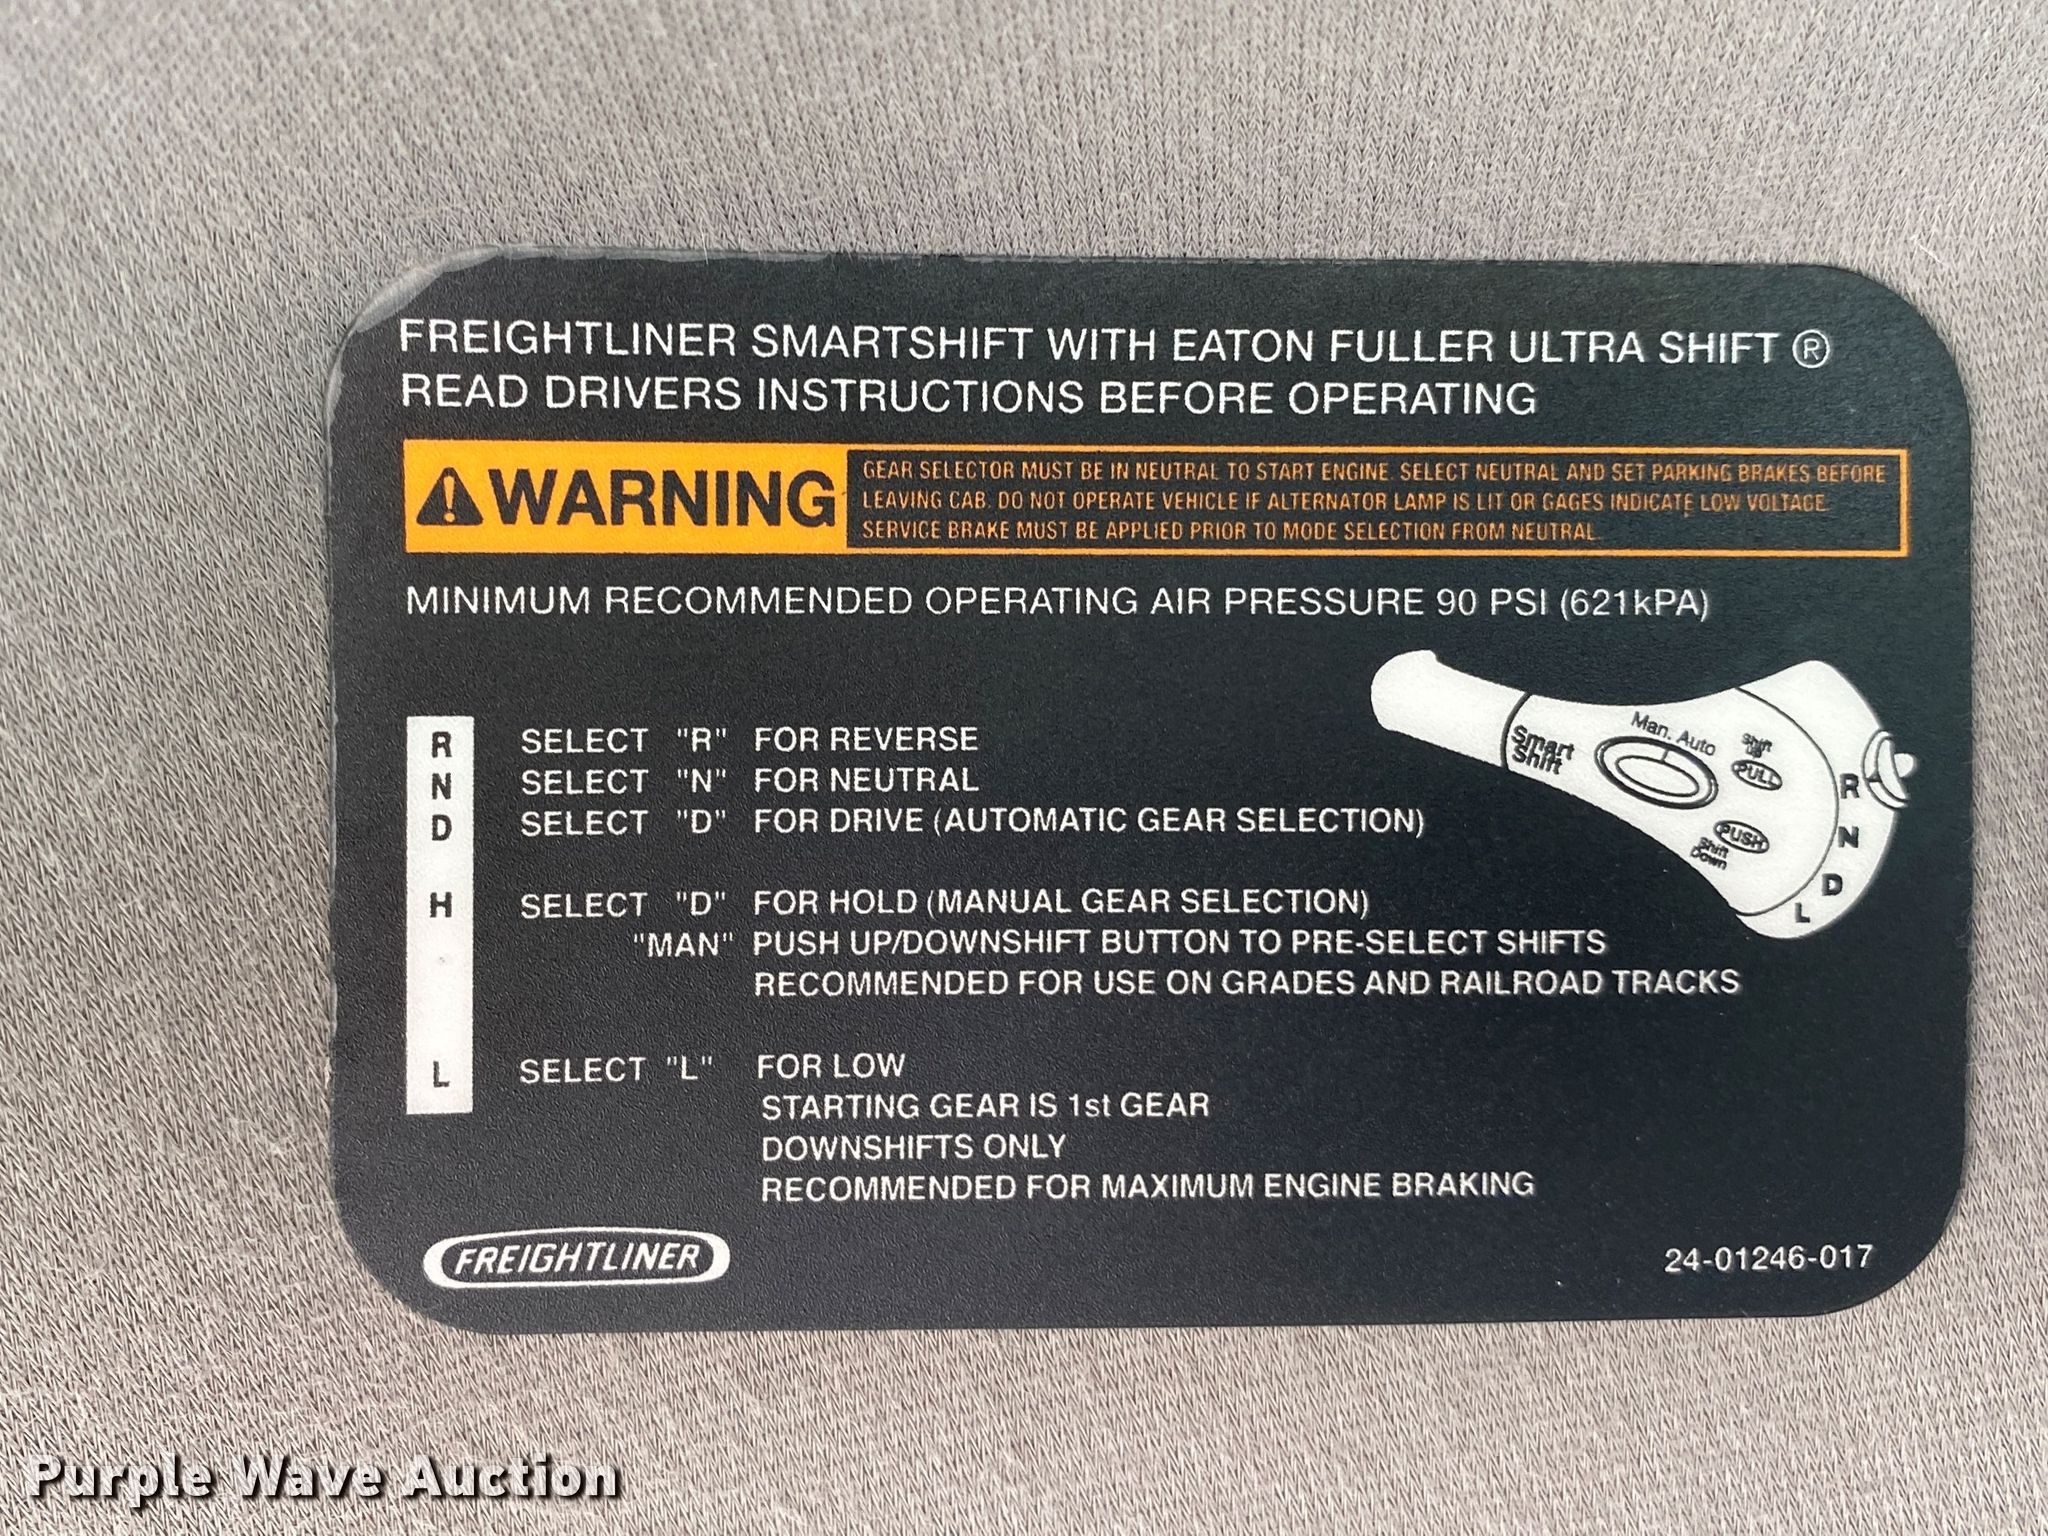 FREIGHTLINER SMARTSHIFT WITH EATON FULLER ULTRA SHIFT ®
READ DRIVERS INSTRUCTIONS BEFORE OPERATING
WARNING
GEAR SELECTOR MUST BE IN NEUTRAL TO START ENGINE. SELECT NEUTRAL AND SET PARKING BRAKES BEFORE
LEAVING CAB. DO NOT OPERATE VEHICLE IF ALTERNATOR LAMP IS LIT OR GAGES INDICATE LOW VOLTAGE.
SERVICE BRAKE MUST BE APPLIED PRIOR TO MODE SELECTION FROM NEUTRAL.
MINIMUM RECOMMENDED OPERATING AIR PRESSURE 90 PSI (621kPA)
R SELECT "R" FOR REVERSE
N SELECT "N" FOR NEUTRAL
D SELECT "D" FOR DRIVE (AUTOMATIC GEAR SELECTION)
H SELECT "D" FOR HOLD (MANUAL GEAR SELECTION)
"MAN" PUSH UP/DOWNSHIFT BUTTON TO PRE-SELECT SHIFTS
RECOMMENDED FOR USE ON GRADES AND RAILROAD TRACKS
L SELECT "L" FOR LOW
STARTING GEAR IS 1st GEAR
DOWNSHIFTS ONLY
RECOMMENDED FOR MAXIMUM ENGINE BRAKING
Smart
Shift
Man. Auto
Shift
Up
PULL
PUSH
Shift
Down
R
N
D
L
FREIGHTLINER
24-01246-017
Purple Wave Auction